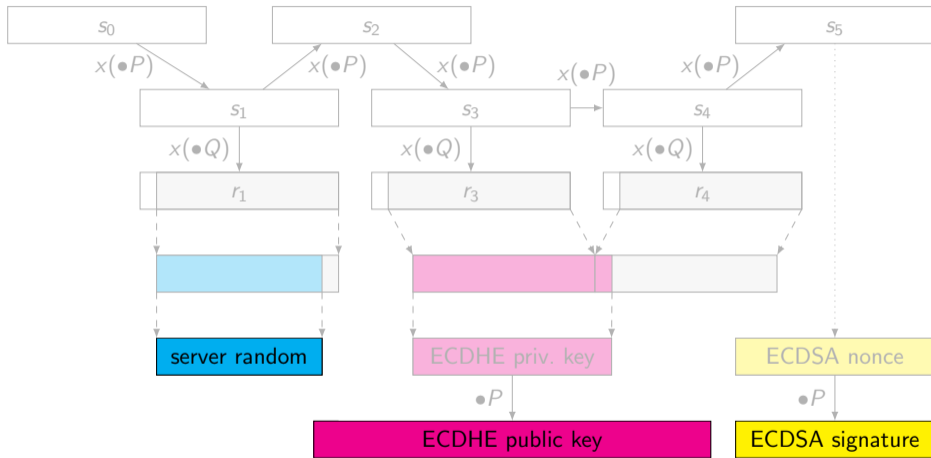 s₀ s₂ s₅
x(●P) x(●P) x(●P) x(●P) x(●P)
s₁ s₃ s₄
x(●Q) x(●Q) x(●Q)
r₁ r₃ r₄
server random ECDHE priv. key ECDSA nonce
●P ●P
ECDHE public key ECDSA signature